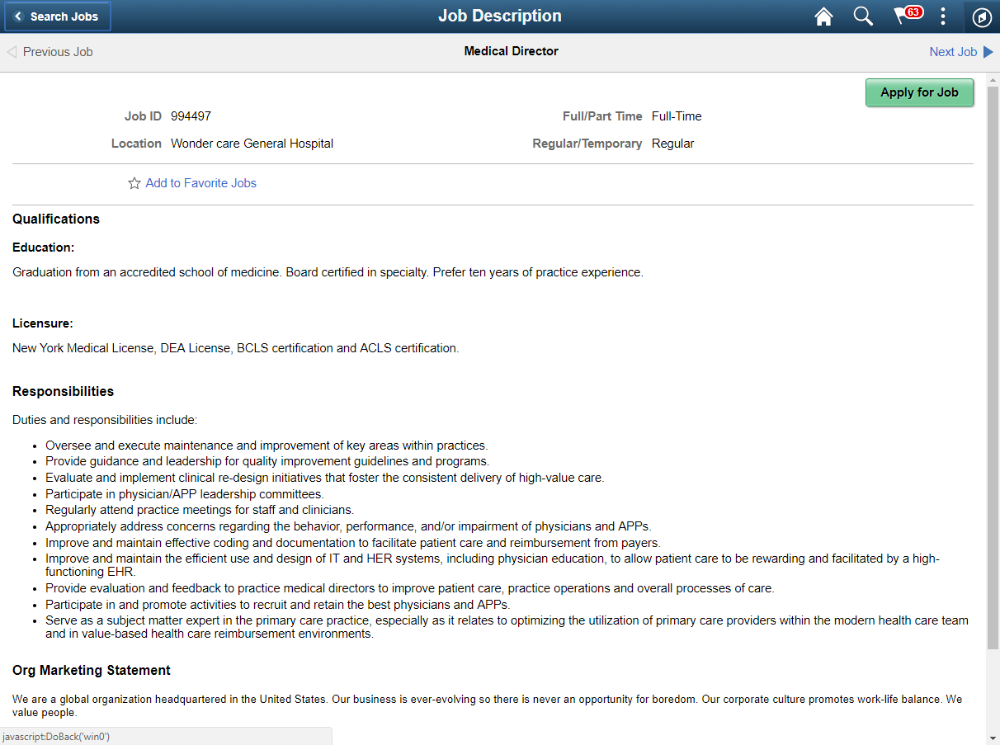 Search Jobs
Job Description
63
Previous Job
Medical Director
Next Job
Apply for Job
Job ID 994497
Full/Part Time Full-Time
Location Wonder care General Hospital
Regular/Temporary Regular
Add to Favorite Jobs
Qualifications
Education:
Graduation from an accredited school of medicine. Board certified in specialty. Prefer ten years of practice experience.
Licensure:
New York Medical License, DEA License, BCLS certification and ACLS certification.
Responsibilities
Duties and responsibilities include:
• Oversee and execute maintenance and improvement of key areas within practices.
• Provide guidance and leadership for quality improvement guidelines and programs.
• Evaluate and implement clinical re-design initiatives that foster the consistent delivery of high-value care.
• Participate in physician/APP leadership committees.
• Regularly attend practice meetings for staff and clinicians.
• Appropriately address concerns regarding the behavior, performance, and/or impairment of physicians and APPs.
• Improve and maintain effective coding and documentation to facilitate patient care and reimbursement from payers.
• Improve and maintain the efficient use and design of IT and HER systems, including physician education, to allow patient care to be rewarding and facilitated by a high-
functioning EHR.
• Provide evaluation and feedback to practice medical directors to improve patient care, practice operations and overall processes of care.
• Participate in and promote activities to recruit and retain the best physicians and APPs.
• Serve as a subject matter expert in the primary care practice, especially as it relates to optimizing the utilization of primary care providers within the modern health care team
and in value-based health care reimbursement environments.
Org Marketing Statement
We are a global organization headquartered in the United States. Our business is ever-evolving so there is never an opportunity for boredom. Our corporate culture promotes work-life balance. We
value people.
javascript:DoBack('win0')